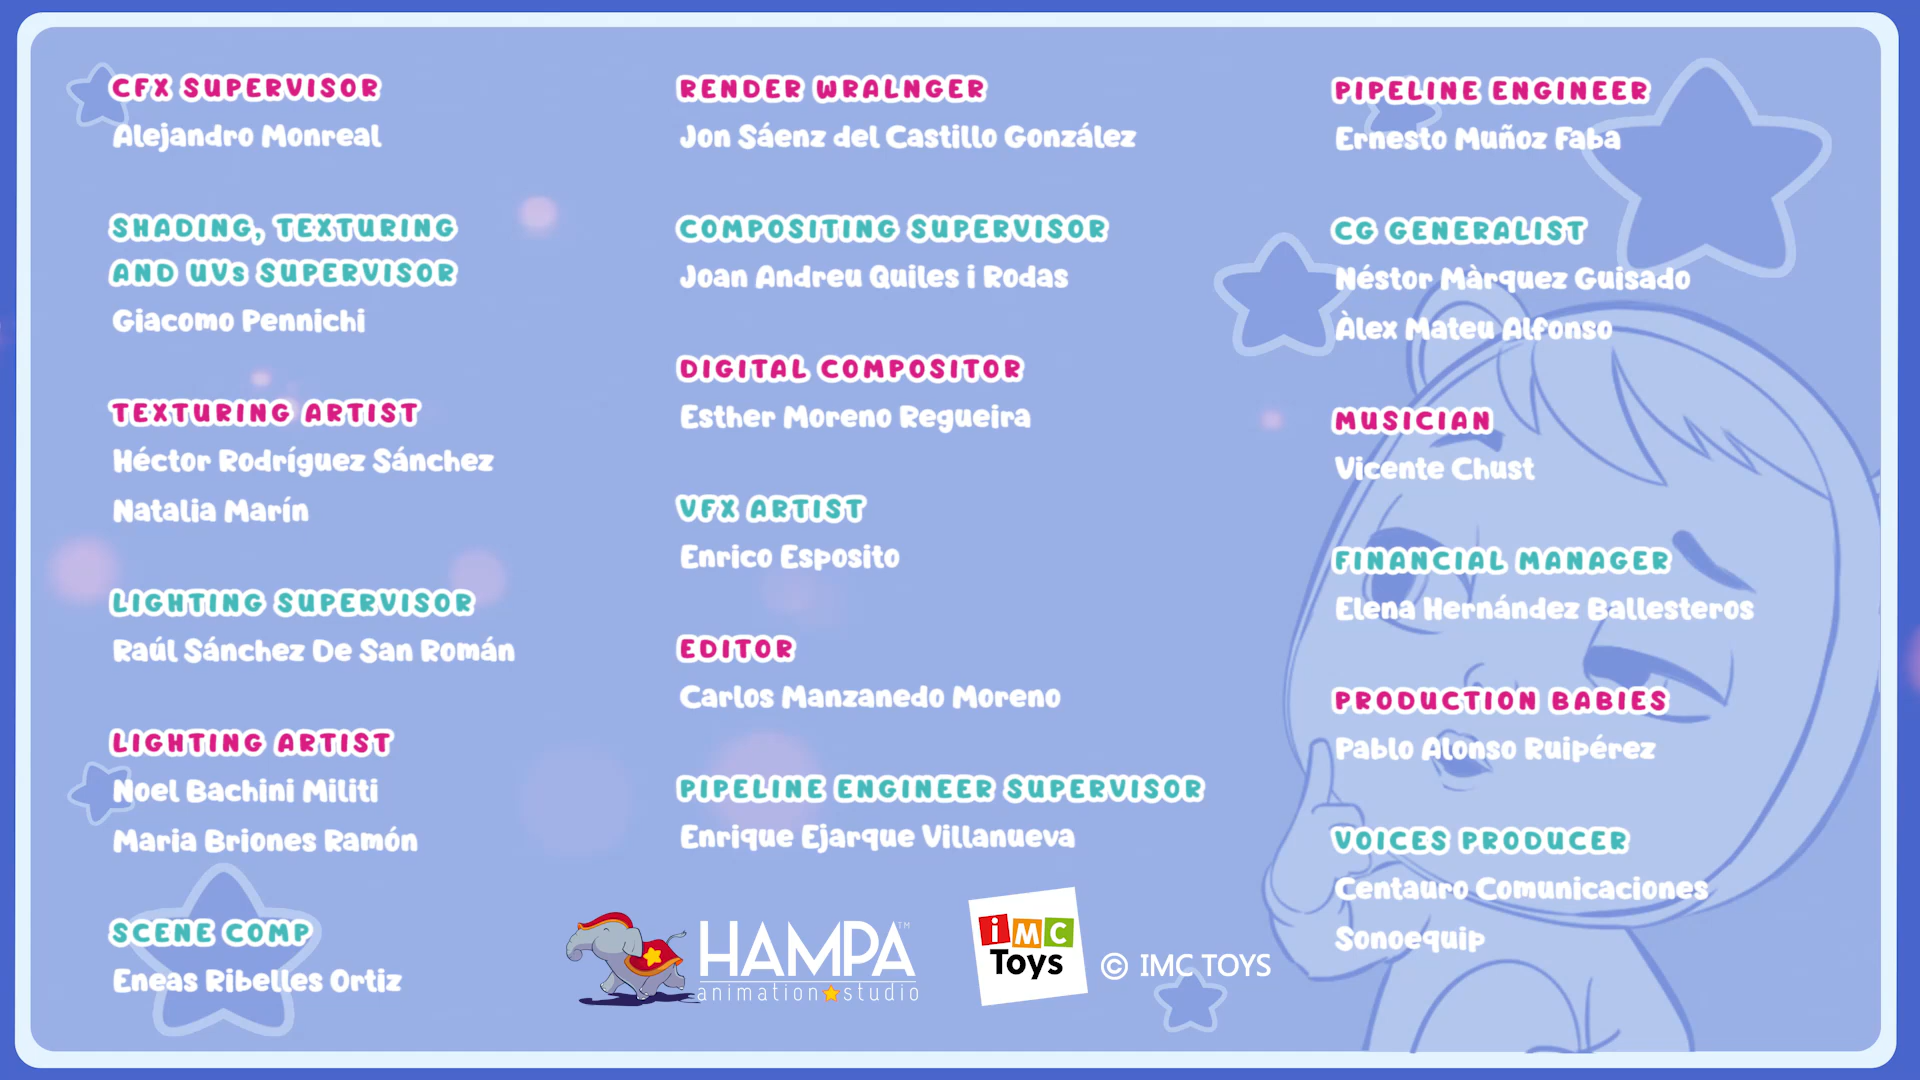 CFX SUPERVISOR
Alejandro Monreal
SHADING, TEXTURING
AND UVs SUPERVISOR
Giacomo Pennichi
TEXTURING ARTIST
Héctor Rodríguez Sánchez
Natalia Marín
LIGHTING SUPERVISOR
Raúl Sánchez De San Román
LIGHTING ARTIST
Noel Bachini Militi
Maria Briones Ramón
SCENE COMP
Eneas Ribelles Ortiz
RENDER WRALNGER
Jon Sáenz del Castillo González
COMPOSITING SUPERVISOR
Joan Andreu Quiles i Rodas
DIGITAL COMPOSITOR
Esther Moreno Regueira
VFX ARTIST
Enrico Esposito
EDITOR
Carlos Manzanedo Moreno
PIPELINE ENGINEER SUPERVISOR
Enrique Ejarque Villanueva
HAMPA™
animation studio
iMC
Toys
© IMC TOYS
PIPELINE ENGINEER
Ernesto Muñoz Faba
CG GENERALIST
Néstor Màrquez Guisado
Àlex Mateu Alfonso
MUSICIAN
Vicente Chust
FINANCIAL MANAGER
Elena Hernández Ballesteros
PRODUCTION BABIES
Pablo Alonso Ruipérez
VOICES PRODUCER
Centauro Comunicaciones
Sonoequip